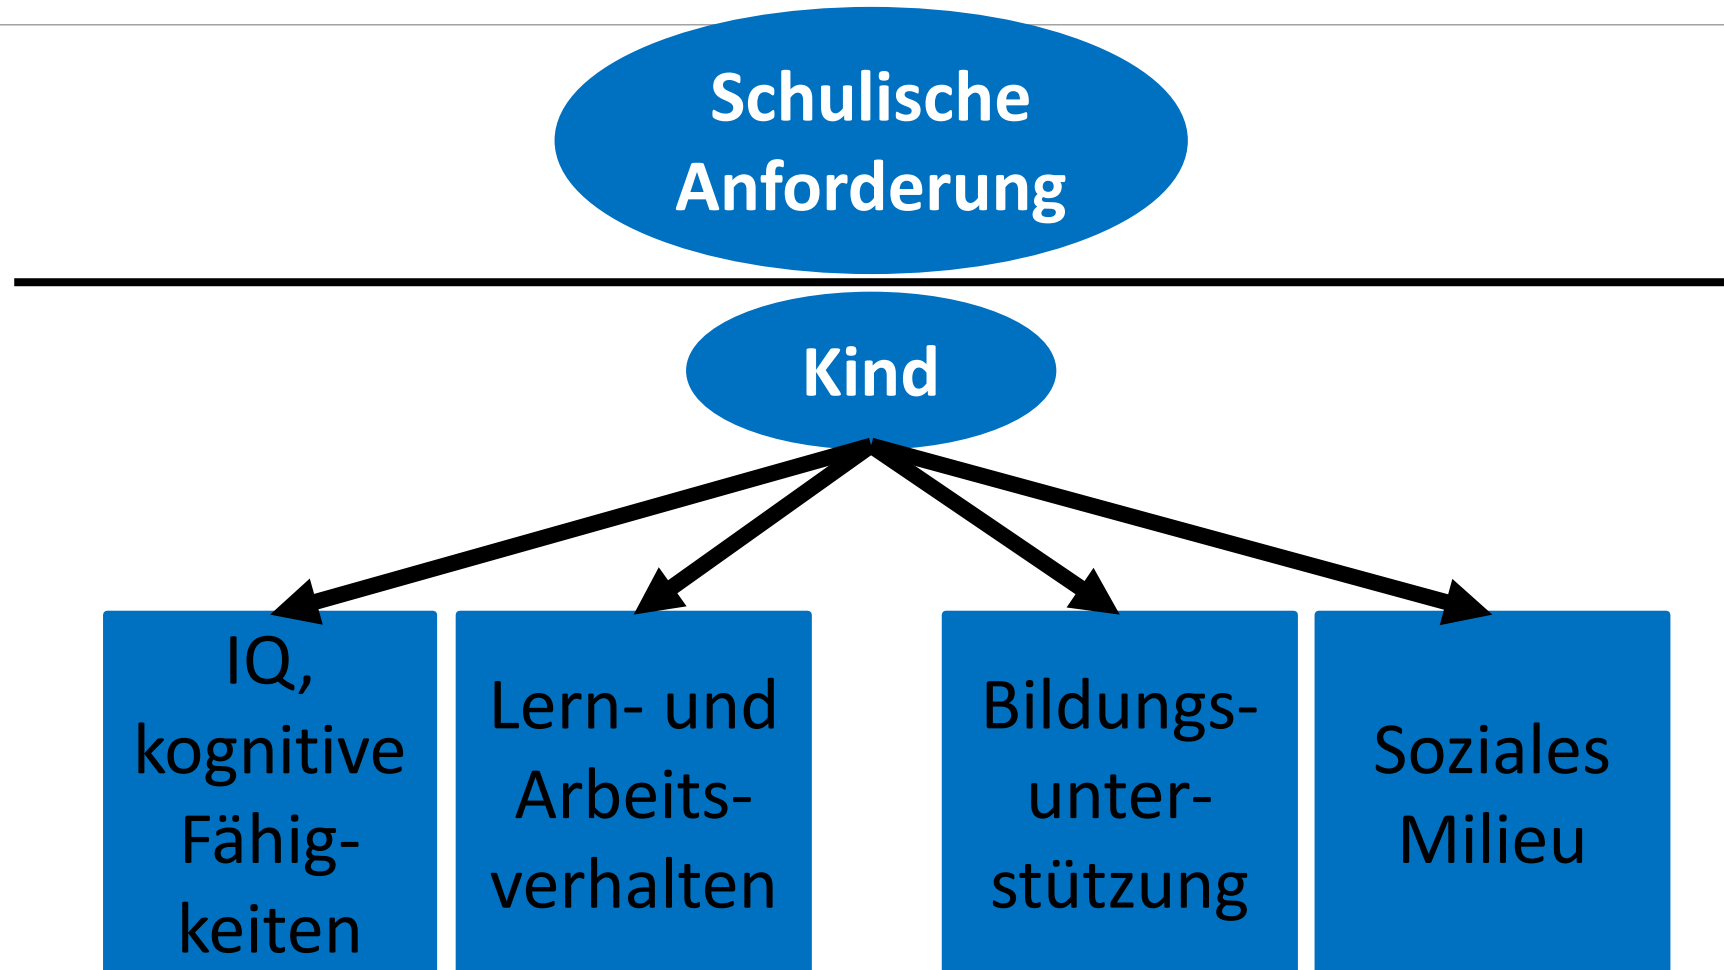 Schulische
Anforderung
Kind
IQ,
kognitive
Fähig-
keiten
Lern- und
Arbeits-
verhalten
Bildungs-
unter-
stützung
Soziales
Milieu